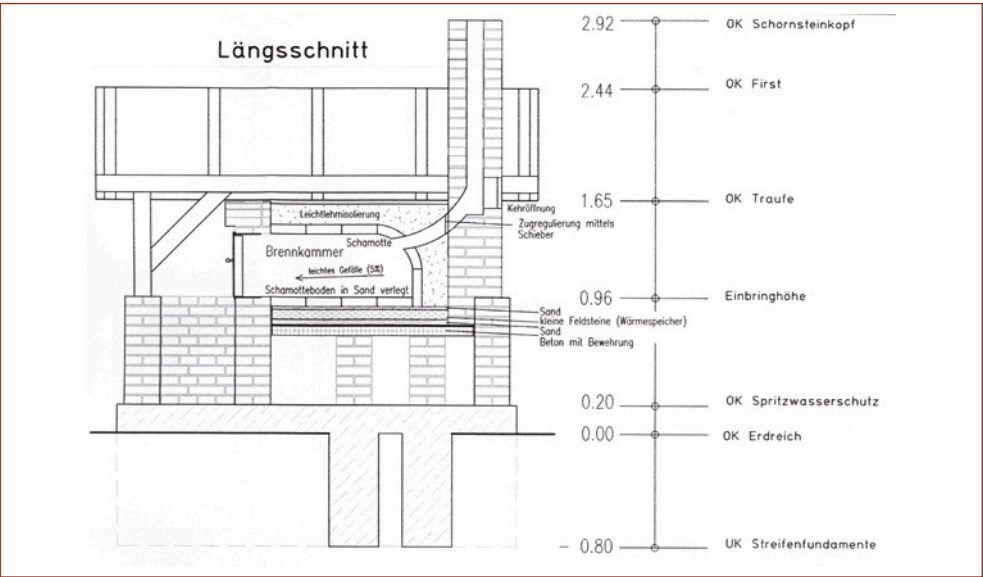 Längsschnitt
2.92 OK Schornsteinkopf
2.44 OK First
1.65 OK Traufe
Kehröffnung
Zugregulierung mittels
Schieber
Leichtlehmisolierung
Schamotte
Brennkammer
leichtes Gefälle (5%)
Schamotteboden in Sand verlegt
0.96 Einbringhöhe
Sand
kleine Feldsteine (Wärmespeicher)
Sand
Beton mit Bewehrung
0.20 OK Spritzwasserschutz
0.00 OK Erdreich
- 0.80 UK Streifenfundamente